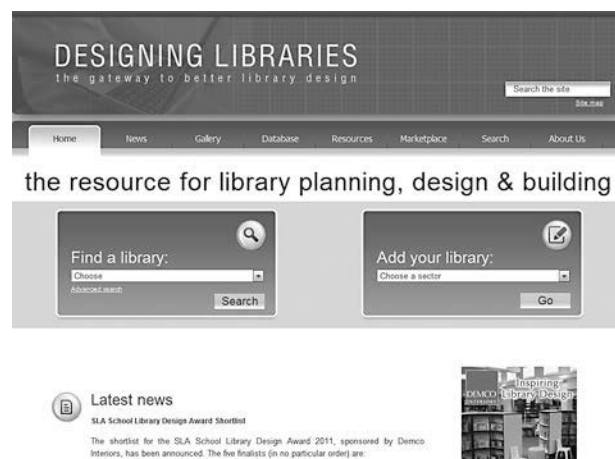 DESIGNING LIBRARIES
the gateway to better library design
Search the site
Site map
Home News Gallery Database Resources Marketplace Search About Us
the resource for library planning, design & building
Find a library:
Choose
Advanced search
Search
Add your library:
Choose a sector
Go
Latest news
SLA School Library Design Award Shortlist
The shortlist for the SLA School Library Design Award 2011, sponsored by Demco
Interiors, has been announced. The five finalists (in no particular order) are:
Inspiring
Library Design
DEMCO
INTERIORS